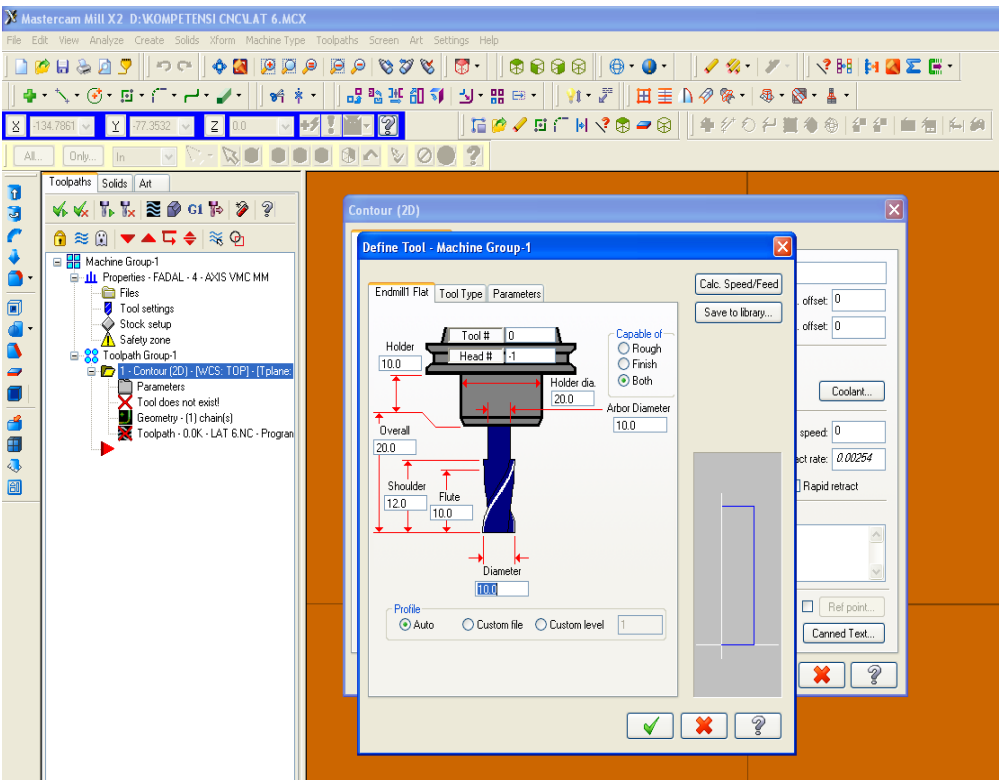 Mastercam Mill X2 D:\KOMPETENSI CNC\LAT 6.MCX
File Edit View Analyze Create Solids Xform Machine Type Toolpaths Screen Art Settings Help
X -134.7861 Y -77.3532 Z 0.0
All... Only... In
Toolpaths Solids Art
G1
Machine Group-1
Properties - FADAL - 4 - AXIS VMC MM
Files
Tool settings
Stock setup
Safety zone
Toolpath Group-1
1 - Contour (2D) - [WCS: TOP] - [Tplane:
Parameters
Tool does not exist!
Geometry - (1) chain(s)
Toolpath - 0.0K - LAT 6.NC - Program
Contour (2D)
Define Tool - Machine Group-1
Endmill1 Flat Tool Type Parameters
Calc. Speed/Feed
Save to library...
Tool # 0
Head # -1
Holder
10.0
Capable of
Rough
Finish
Both
Holder dia.
20.0
Arbor Diameter
10.0
Overall
20.0
Shoulder
12.0
Flute
10.0
Diameter
10.0
Profile
Auto Custom file Custom level 1
. offset: 0
. offset: 0
Coolant...
speed: 0
act rate: 0.00254
Rapid retract
Ref point...
Canned Text...